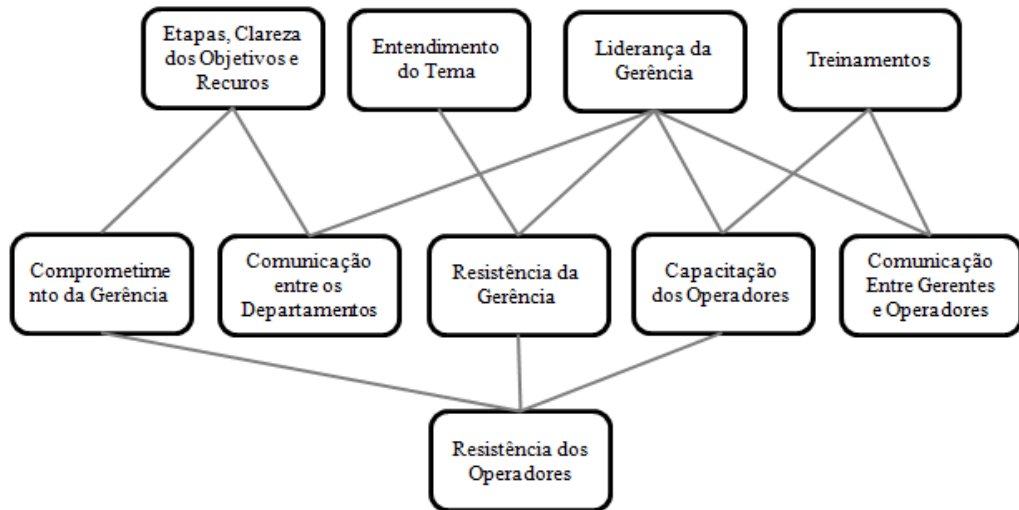 Etapas, Clareza
dos Objetivos e
Recuros
Entendimento
do Tema
Liderança da
Gerência
Treinamentos
Comprometime
nto da Gerência
Comunicação
entre os
Departamentos
Resistência da
Gerência
Capacitação
dos Operadores
Comunicação
Entre Gerentes
e Operadores
Resistência dos
Operadores